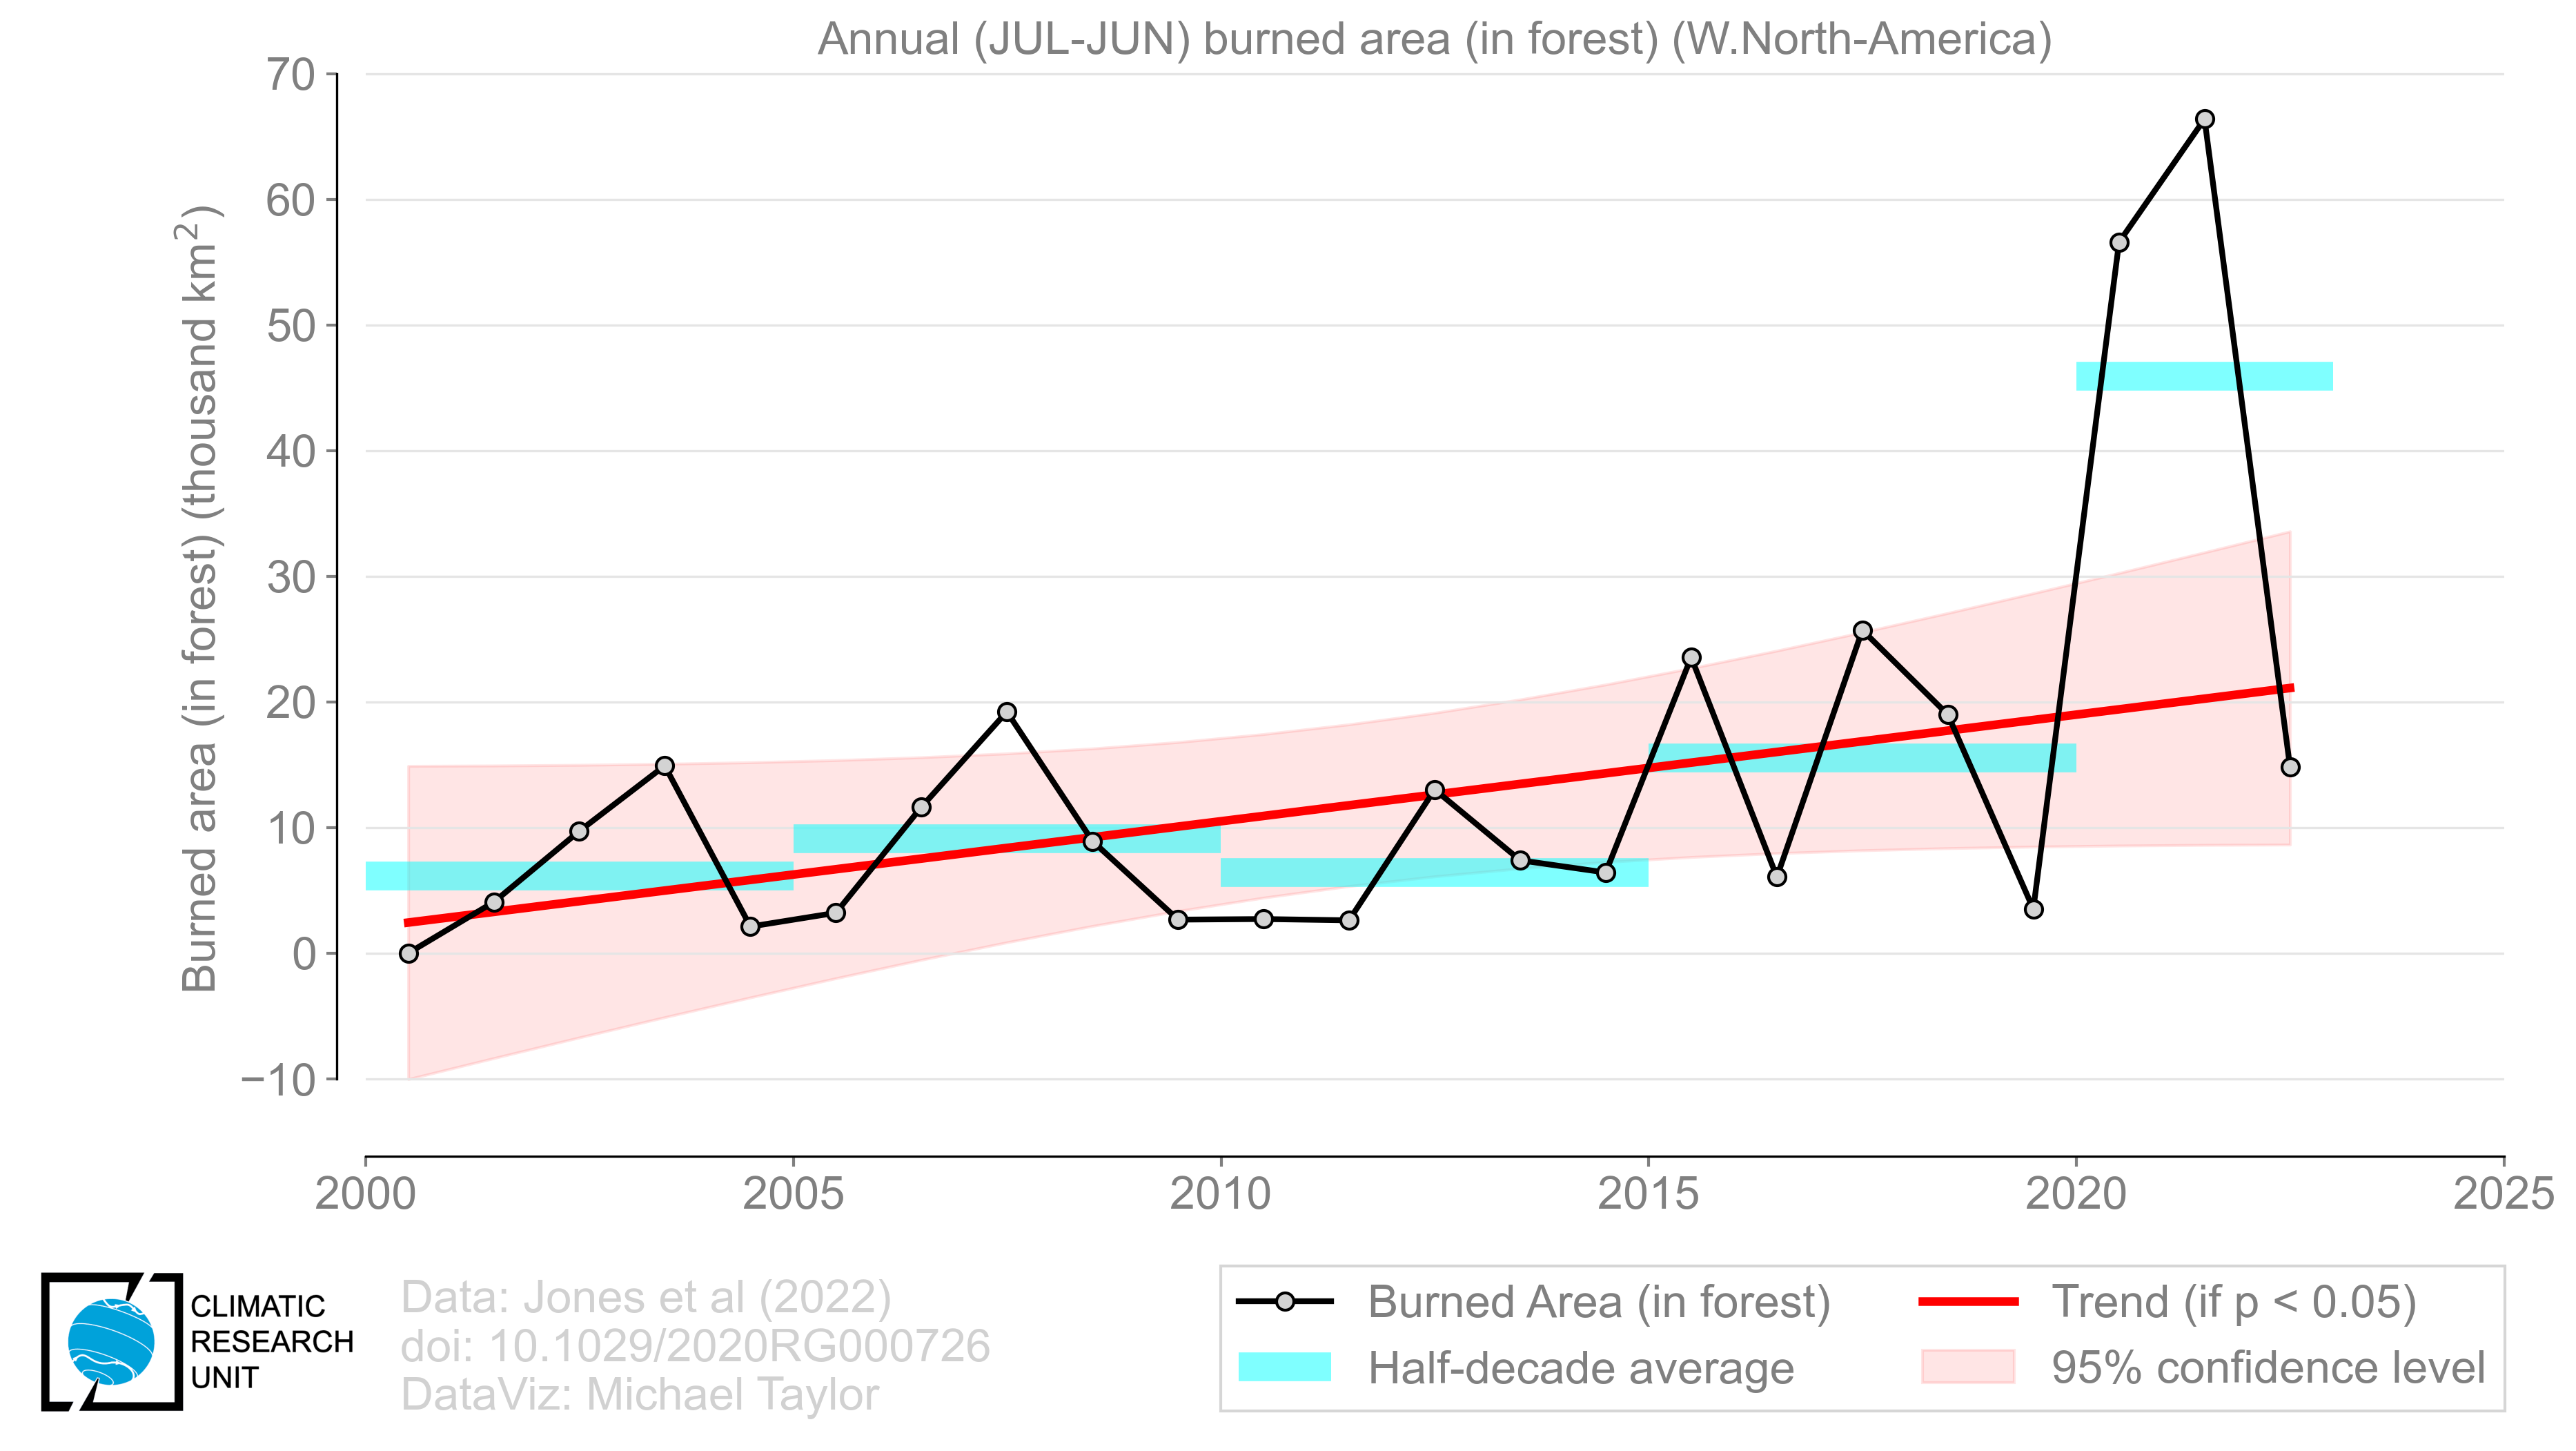 Annual (JUL-JUN) burned area (in forest) (W.North-America)
Burned area (in forest) (thousand km²)
70
60
50
40
30
20
10
0
−10
2000
2005
2010
2015
2020
2025
CLIMATIC
RESEARCH
UNIT
Data: Jones et al (2022)
doi: 10.1029/2020RG000726
DataViz: Michael Taylor
Burned Area (in forest)
Half-decade average
Trend (if p < 0.05)
95% confidence level